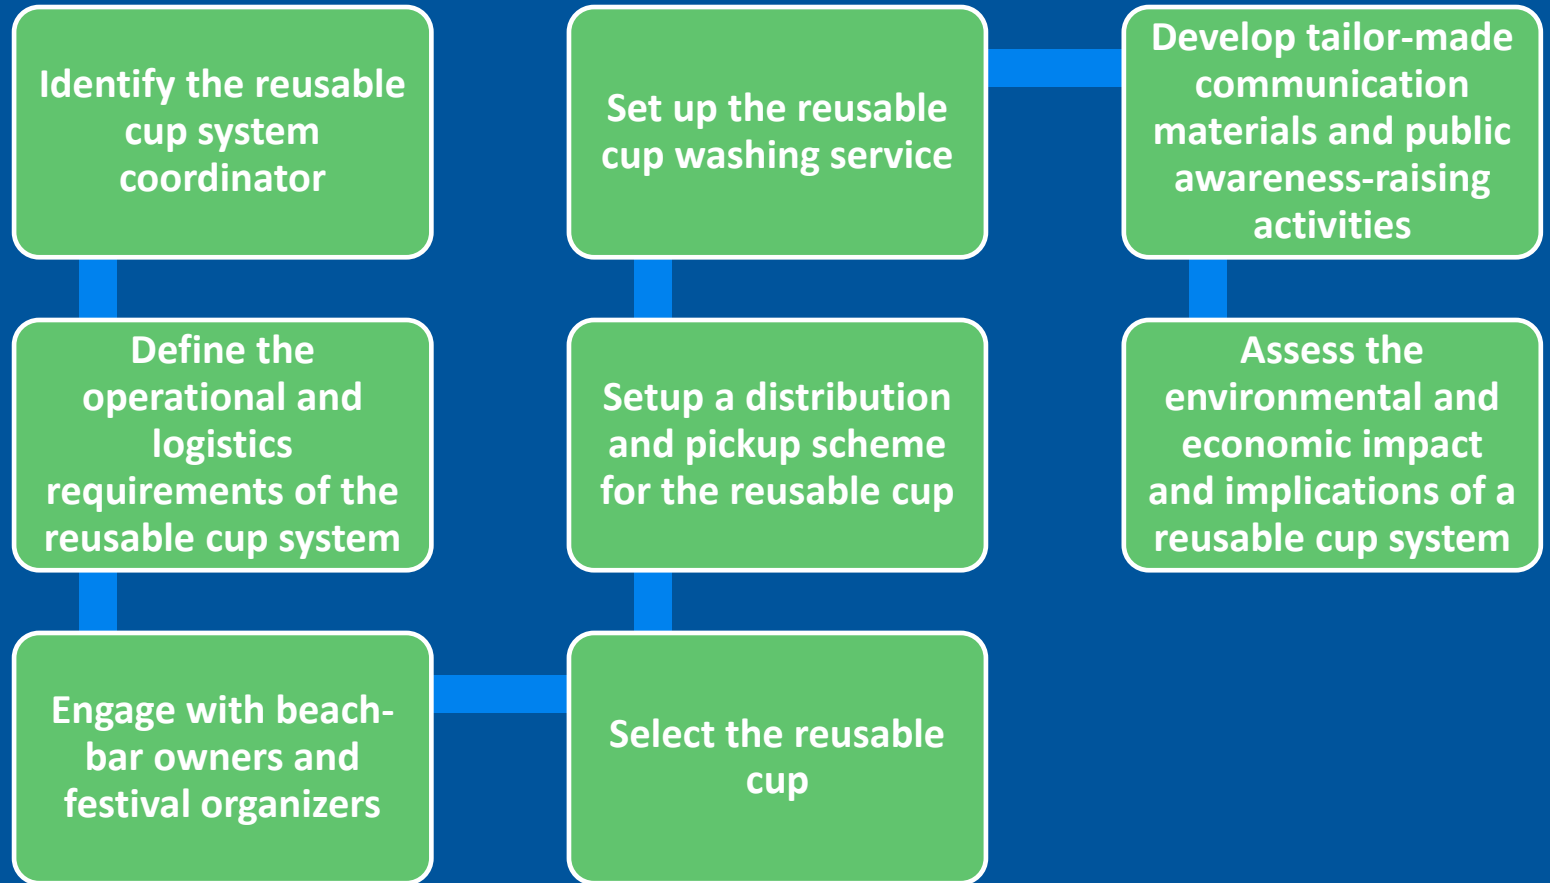 Identify the reusable
cup system
coordinator
Define the
operational and
logistics
requirements of the
reusable cup system
Engage with beach-
bar owners and
festival organizers
Select the reusable
cup
Setup a distribution
and pickup scheme
for the reusable cup
Set up the reusable
cup washing service
Develop tailor-made
communication
materials and public
awareness-raising
activities
Assess the
environmental and
economic impact
and implications of a
reusable cup system